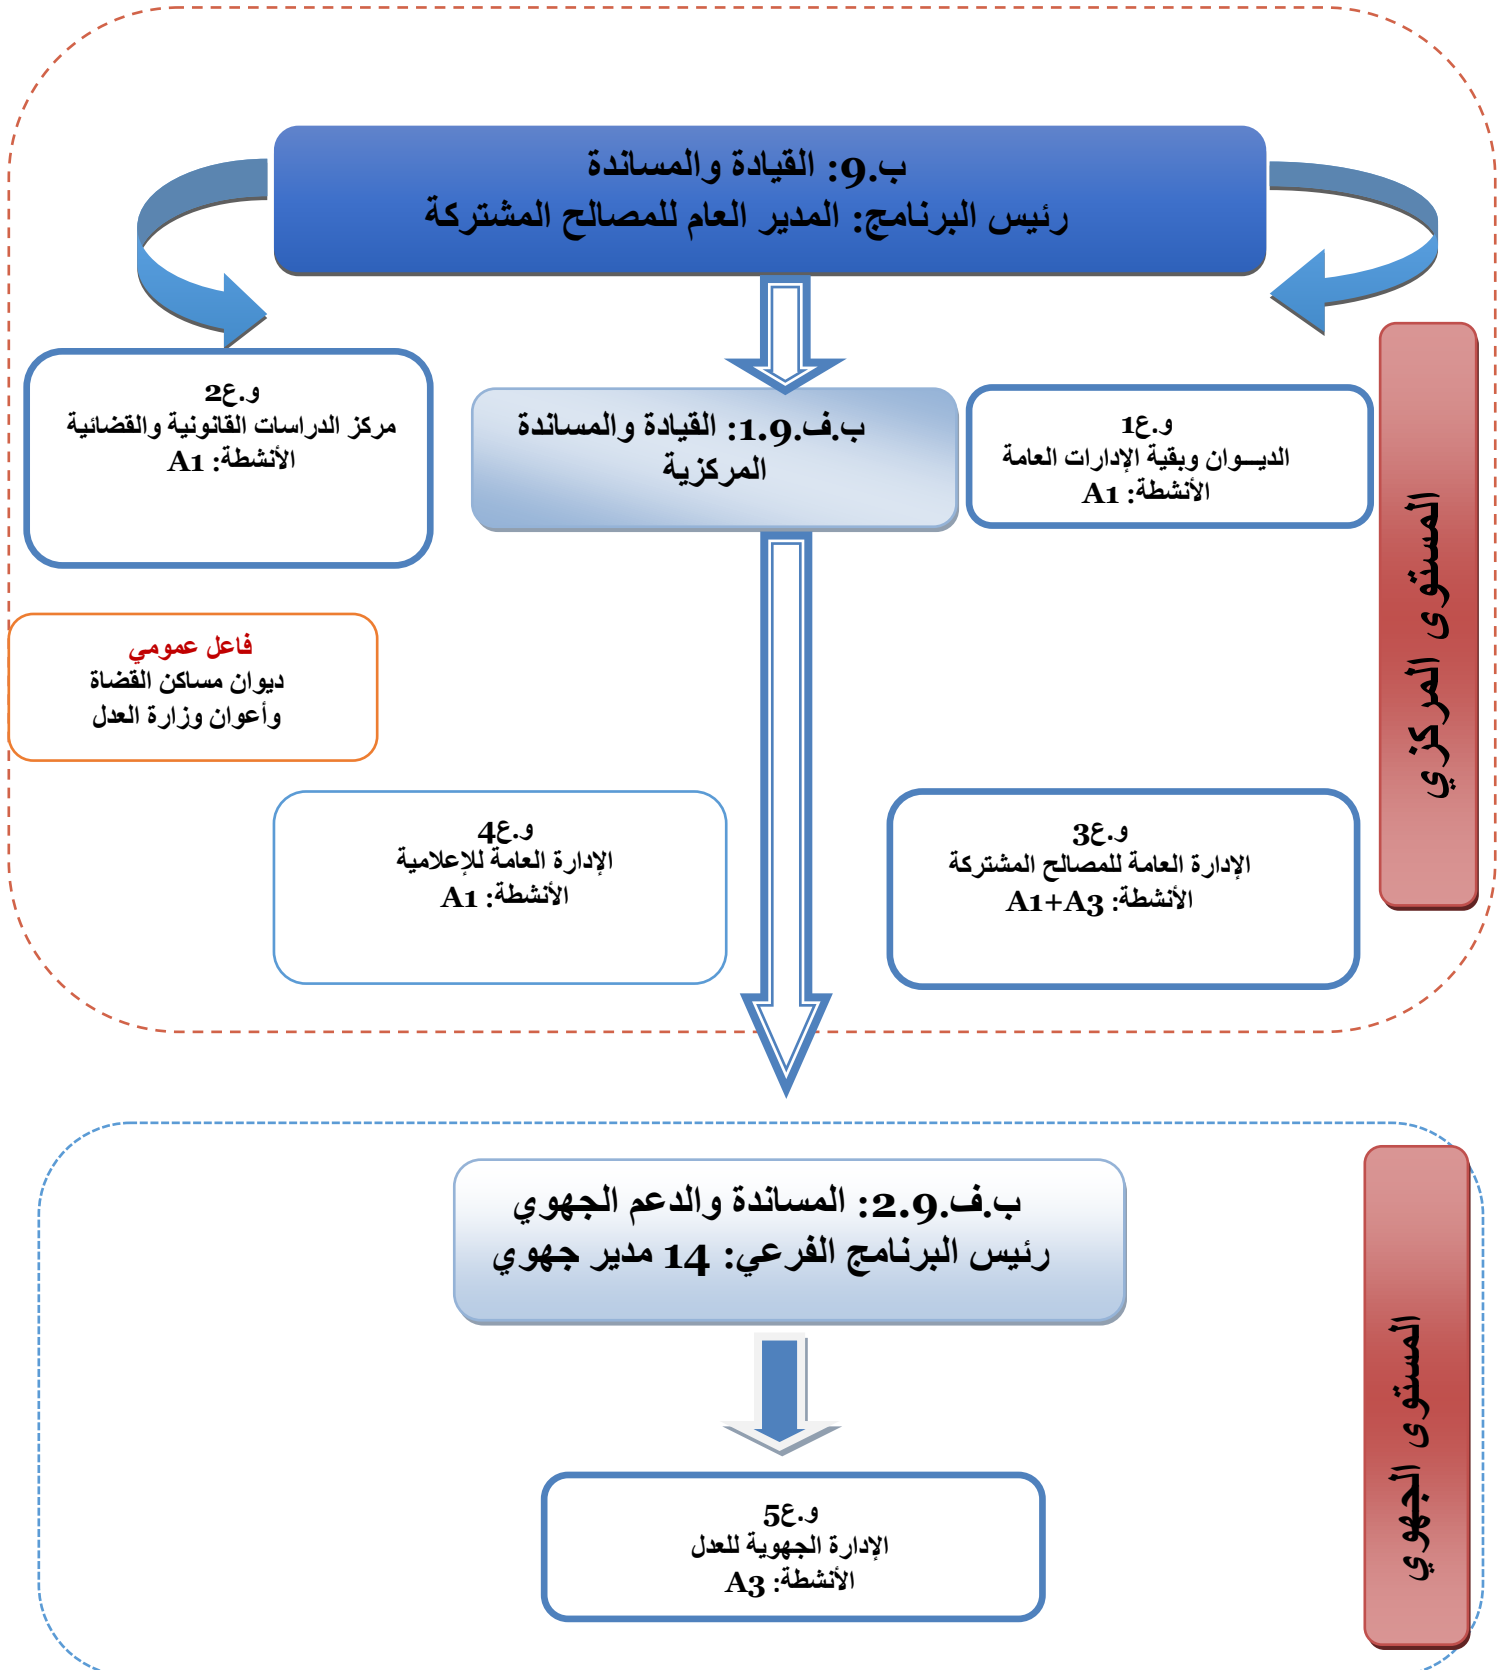 ب.9: القيادة والمساندة
رئيس البرنامج: المدير العام للمصالح المشتركة
المستوى المركزي
و.ع1
الديـــوان وبقية الإدارات العامة
الأنشطة: A1
ب.ف.1.9: القيادة والمساندة
المركزية
و.ع2
مركز الدراسات القانونية والقضائية
الأنشطة: A1
فاعل عمومي
ديوان مساكن القضاة
وأعوان وزارة العدل
و.ع3
الإدارة العامة للمصالح المشتركة
الأنشطة: A1+A3
و.ع4
الإدارة العامة للإعلامية
الأنشطة: A1
المستوى الجهوي
ب.ف.2.9: المساندة والدعم الجهوي
رئيس البرنامج الفرعي: 14 مدير جهوي
و.ع5
الإدارة الجهوية للعدل
الأنشطة: A3